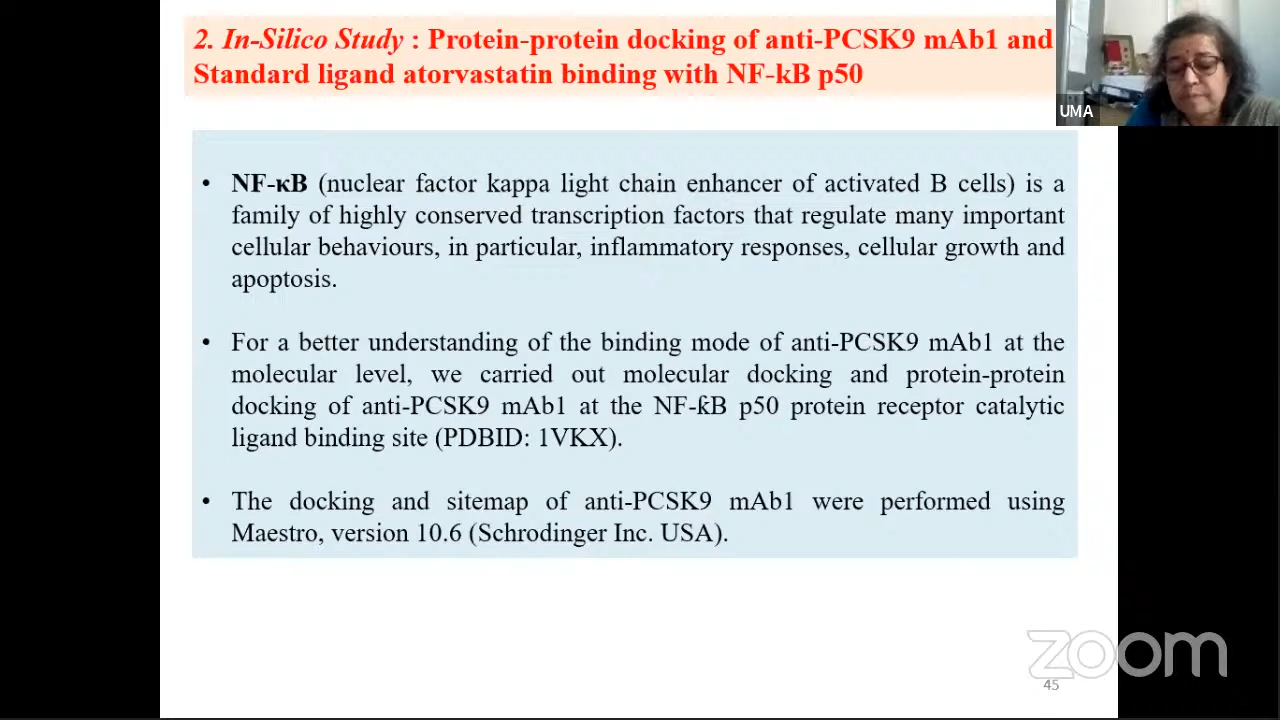 2. In-Silico Study : Protein-protein docking of anti-PCSK9 mAb1 and
Standard ligand atorvastatin binding with NF-kB p50
UMA
• NF-κB (nuclear factor kappa light chain enhancer of activated B cells) is a
family of highly conserved transcription factors that regulate many important
cellular behaviours, in particular, inflammatory responses, cellular growth and
apoptosis.
• For a better understanding of the binding mode of anti-PCSK9 mAb1 at the
molecular level, we carried out molecular docking and protein-protein
docking of anti-PCSK9 mAb1 at the NF-ƙB p50 protein receptor catalytic
ligand binding site (PDBID: 1VKX).
• The docking and sitemap of anti-PCSK9 mAb1 were performed using
Maestro, version 10.6 (Schrodinger Inc. USA).
zoom
45